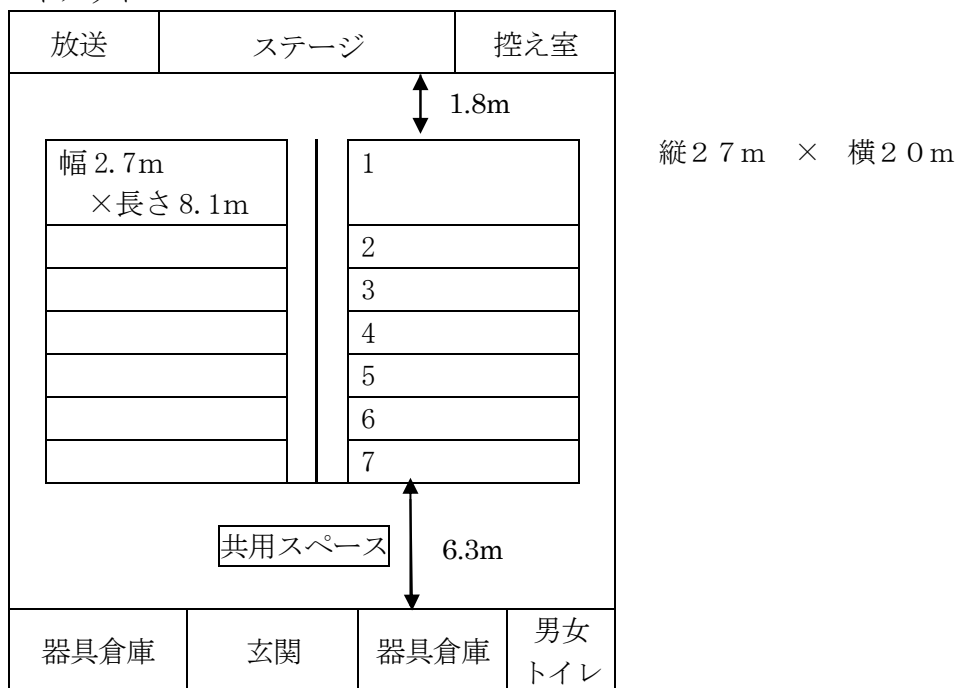 放送
ステージ
控え室
1.8m
縦２７ｍ　×　横２０ｍ
幅 2.7m
×長さ 8.1m
1
2
3
4
5
6
7
共用スペース
6.3m
器具倉庫
玄関
器具倉庫
男女
トイレ